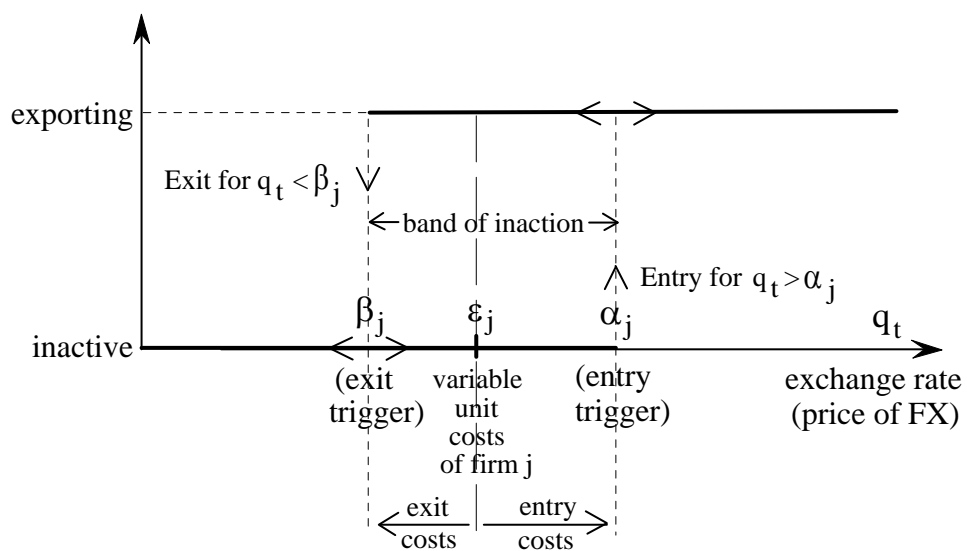 exporting
Exit for q_t < β_j
band of inaction
Entry for q_t > α_j
β_j
ε_j
α_j
q_t
inactive
(exit
trigger)
variable
unit
costs
of firm j
(entry
trigger)
exchange rate
(price of FX)
exit
costs
entry
costs